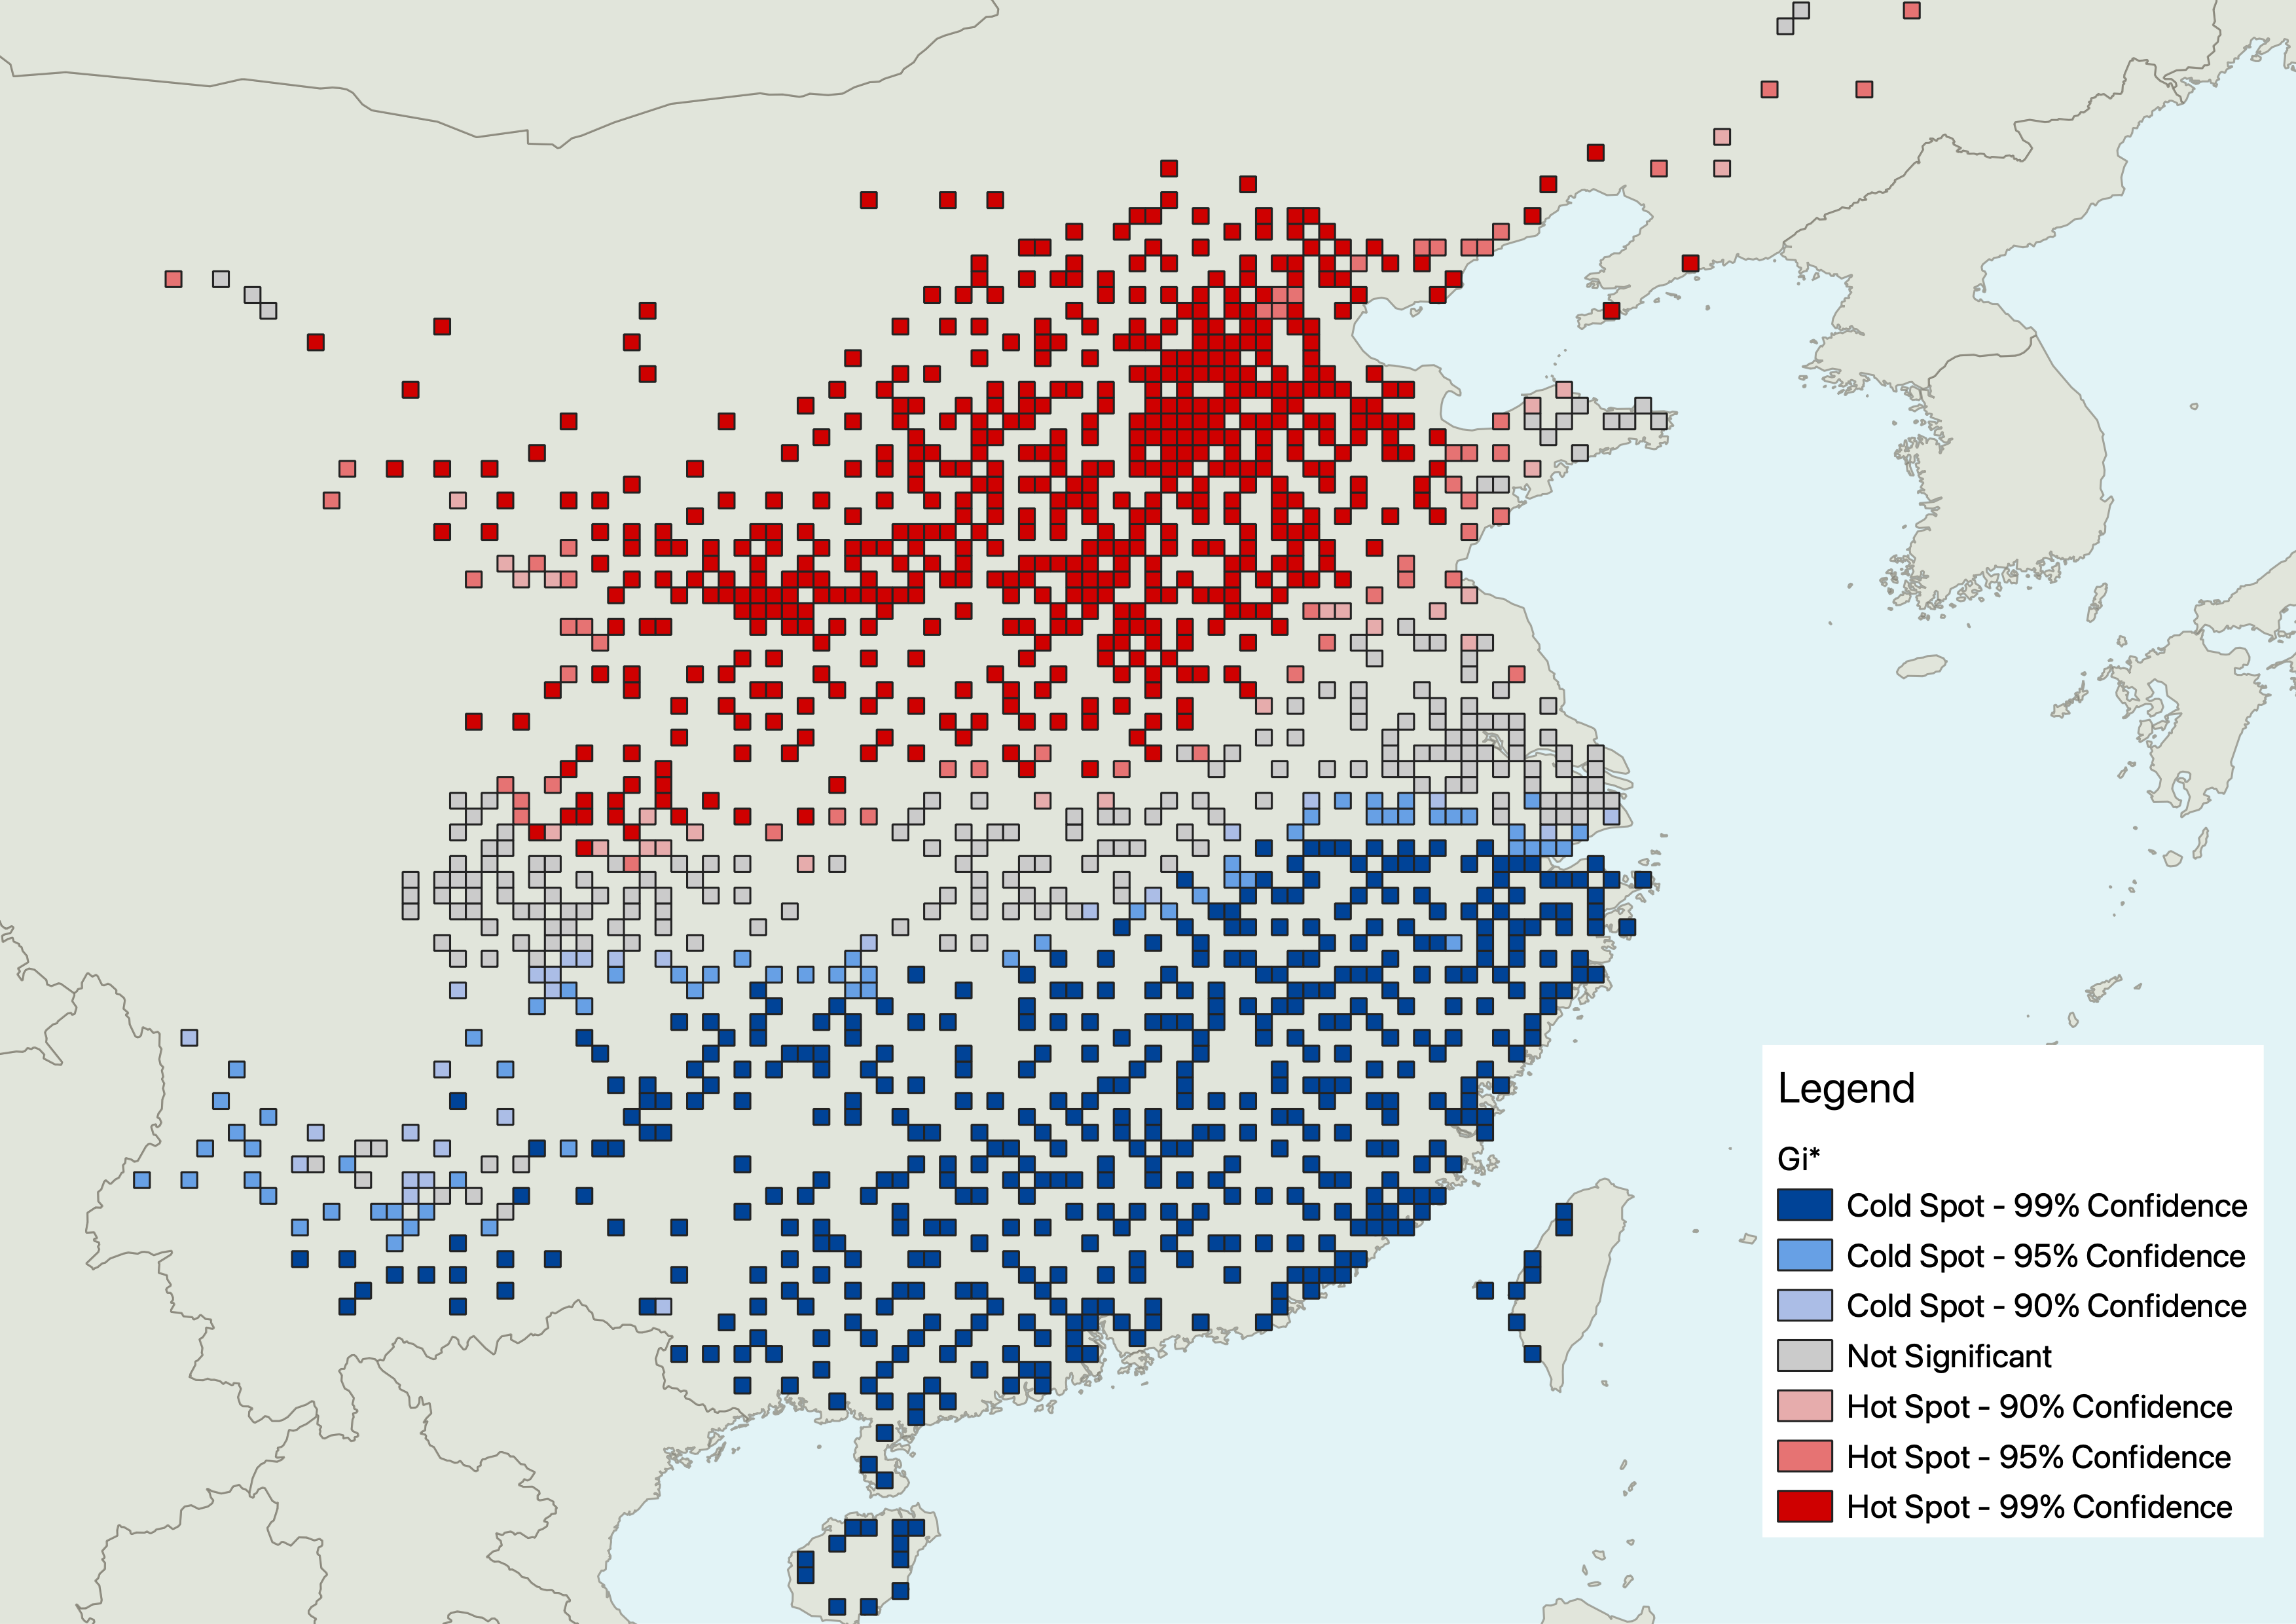 Legend
Gi*
Cold Spot - 99% Confidence
Cold Spot - 95% Confidence
Cold Spot - 90% Confidence
Not Significant
Hot Spot - 90% Confidence
Hot Spot - 95% Confidence
Hot Spot - 99% Confidence